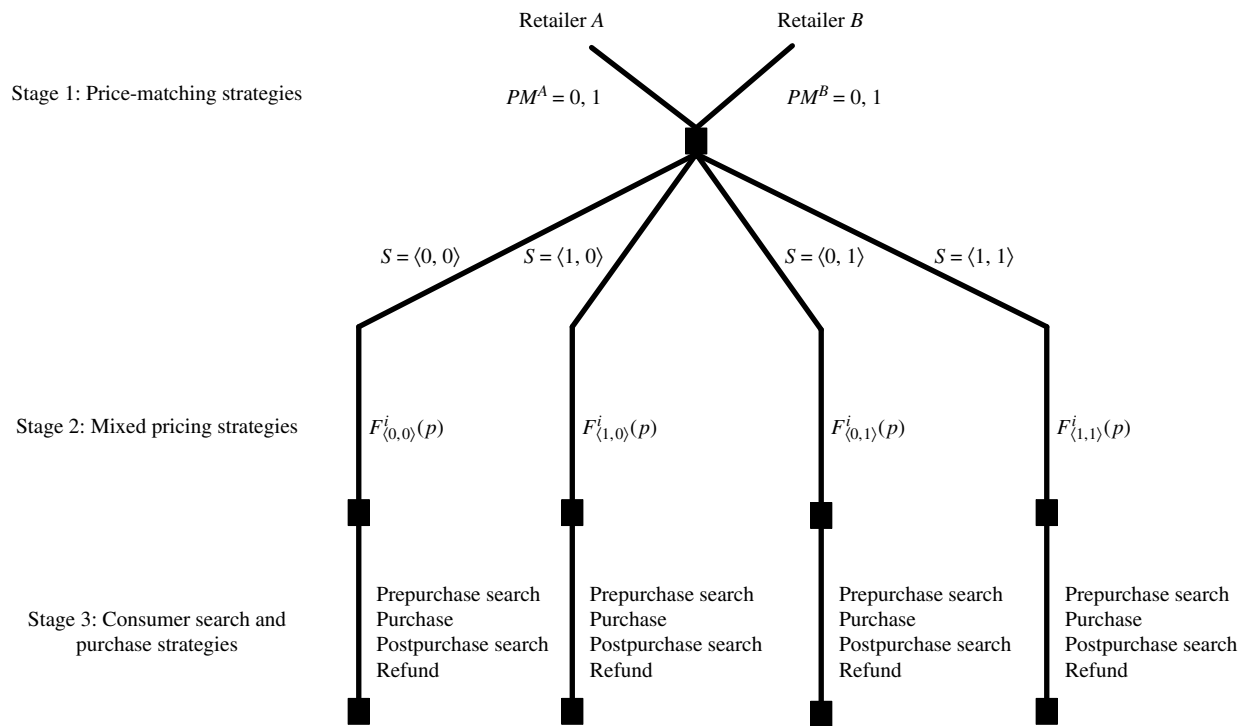 Retailer A
Retailer B
Stage 1: Price-matching strategies
PM^A = 0, 1
PM^B = 0, 1
S = ⟨0, 0⟩
S = ⟨1, 0⟩
S = ⟨0, 1⟩
S = ⟨1, 1⟩
Stage 2: Mixed pricing strategies
F^i_⟨0,0⟩(p)
F^i_⟨1,0⟩(p)
F^i_⟨0,1⟩(p)
F^i_⟨1,1⟩(p)
Stage 3: Consumer search and
purchase strategies
Prepurchase search
Purchase
Postpurchase search
Refund
Prepurchase search
Purchase
Postpurchase search
Refund
Prepurchase search
Purchase
Postpurchase search
Refund
Prepurchase search
Purchase
Postpurchase search
Refund